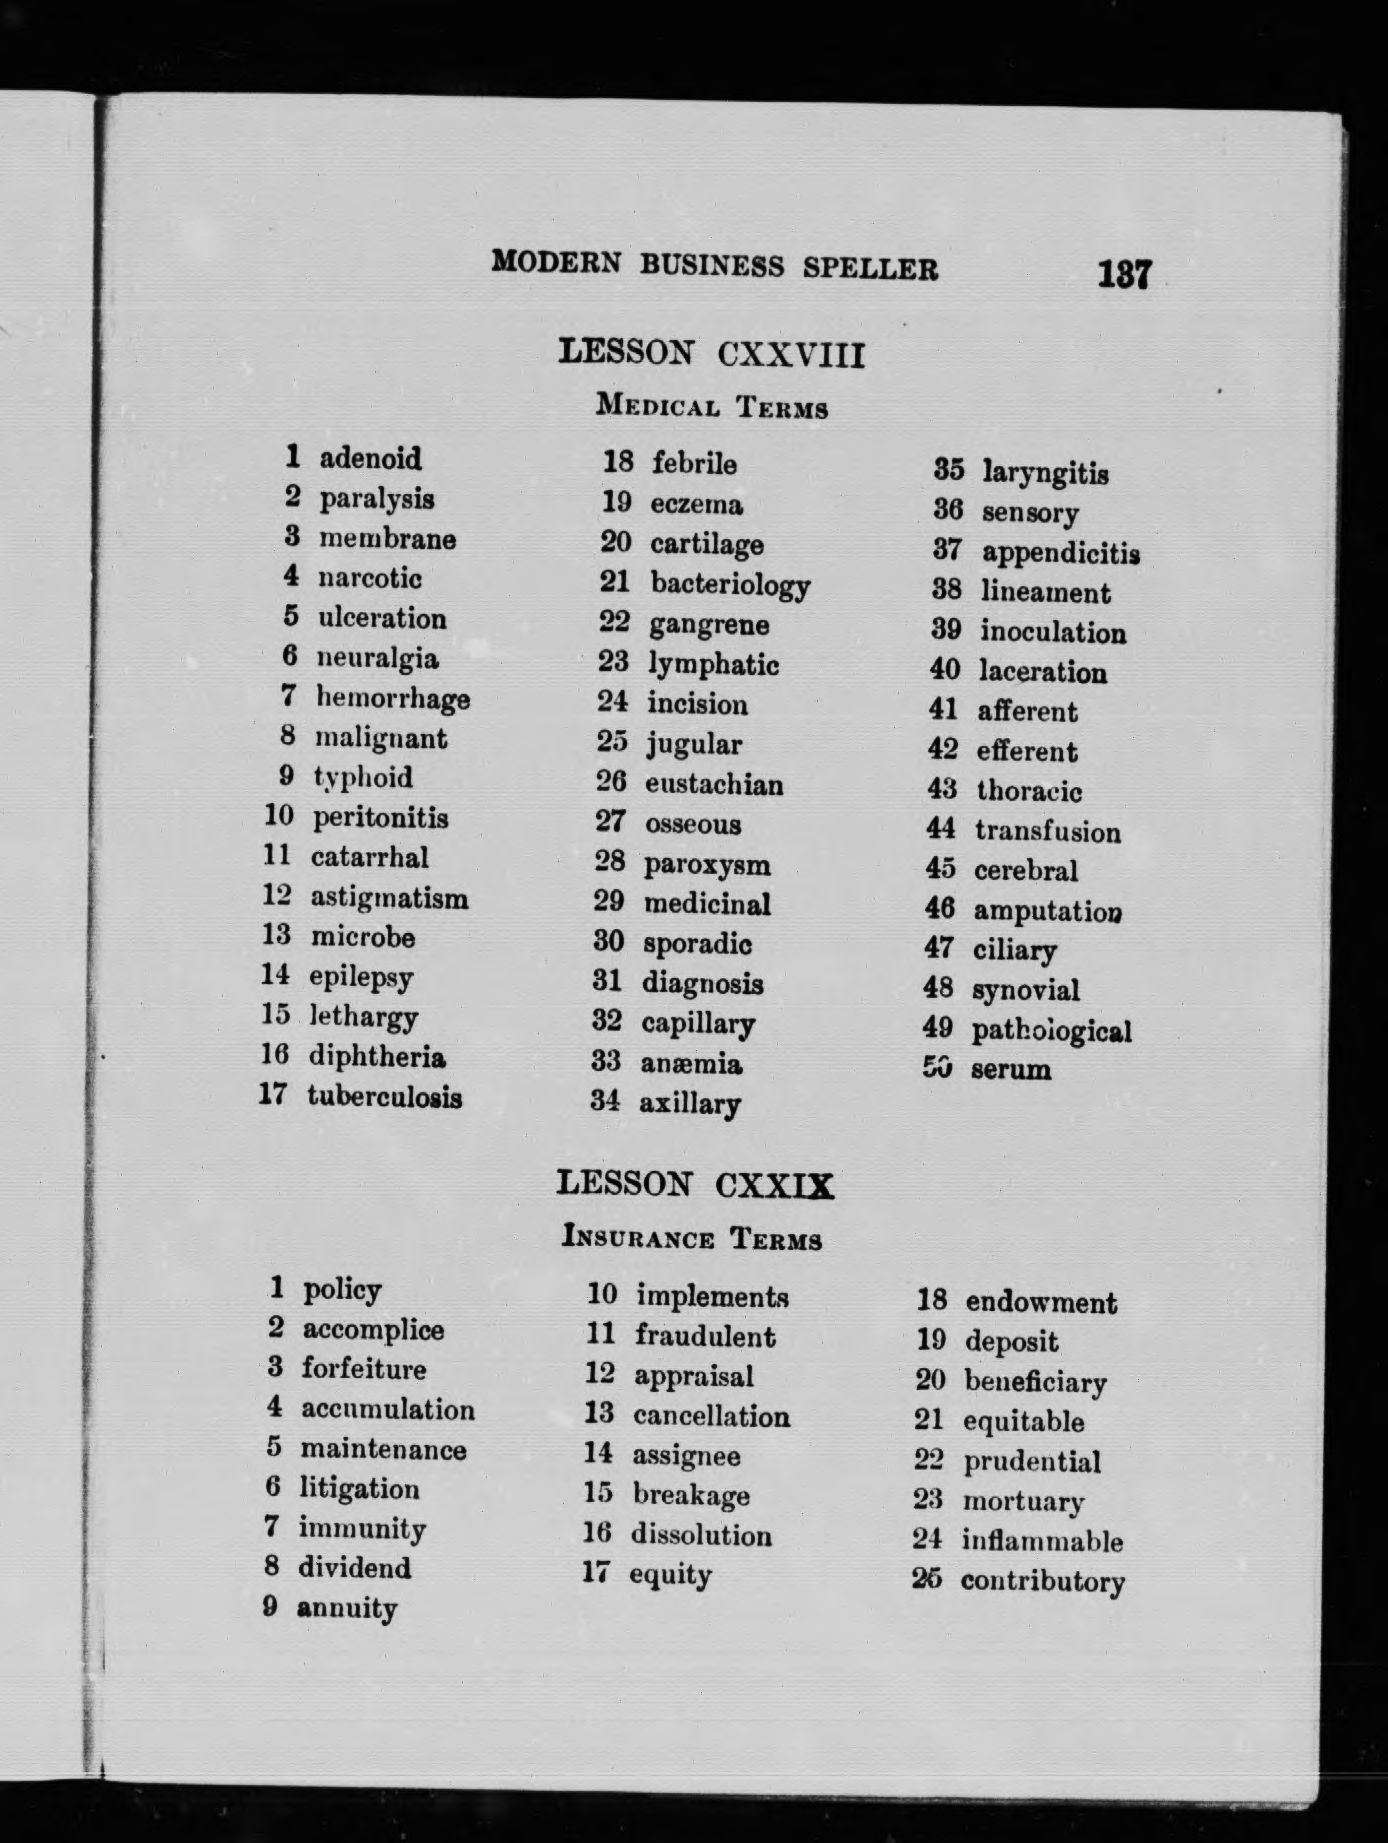 MODERN BUSINESS SPELLER 137
LESSON CXXVIII
MEDICAL TERMS
1 adenoid
2 paralysis
3 membrane
4 narcotic
5 ulceration
6 neuralgia
7 hemorrhage
8 malignant
9 typhoid
10 peritonitis
11 catarrhal
12 astigmatism
13 microbe
14 epilepsy
15 lethargy
16 diphtheria
17 tuberculosis
18 febrile
19 eczema
20 cartilage
21 bacteriology
22 gangrene
23 lymphatic
24 incision
25 jugular
26 eustachian
27 osseous
28 paroxysm
29 medicinal
30 sporadic
31 diagnosis
32 capillary
33 anæmia
34 axillary
35 laryngitis
36 sensory
37 appendicitis
38 lineament
39 inoculation
40 laceration
41 afferent
42 efferent
43 thoracic
44 transfusion
45 cerebral
46 amputation
47 ciliary
48 synovial
49 pathological
50 serum
LESSON CXXIX
INSURANCE TERMS
1 policy
2 accomplice
3 forfeiture
4 accumulation
5 maintenance
6 litigation
7 immunity
8 dividend
9 annuity
10 implements
11 fraudulent
12 appraisal
13 cancellation
14 assignee
15 breakage
16 dissolution
17 equity
18 endowment
19 deposit
20 beneficiary
21 equitable
22 prudential
23 mortuary
24 inflammable
25 contributory